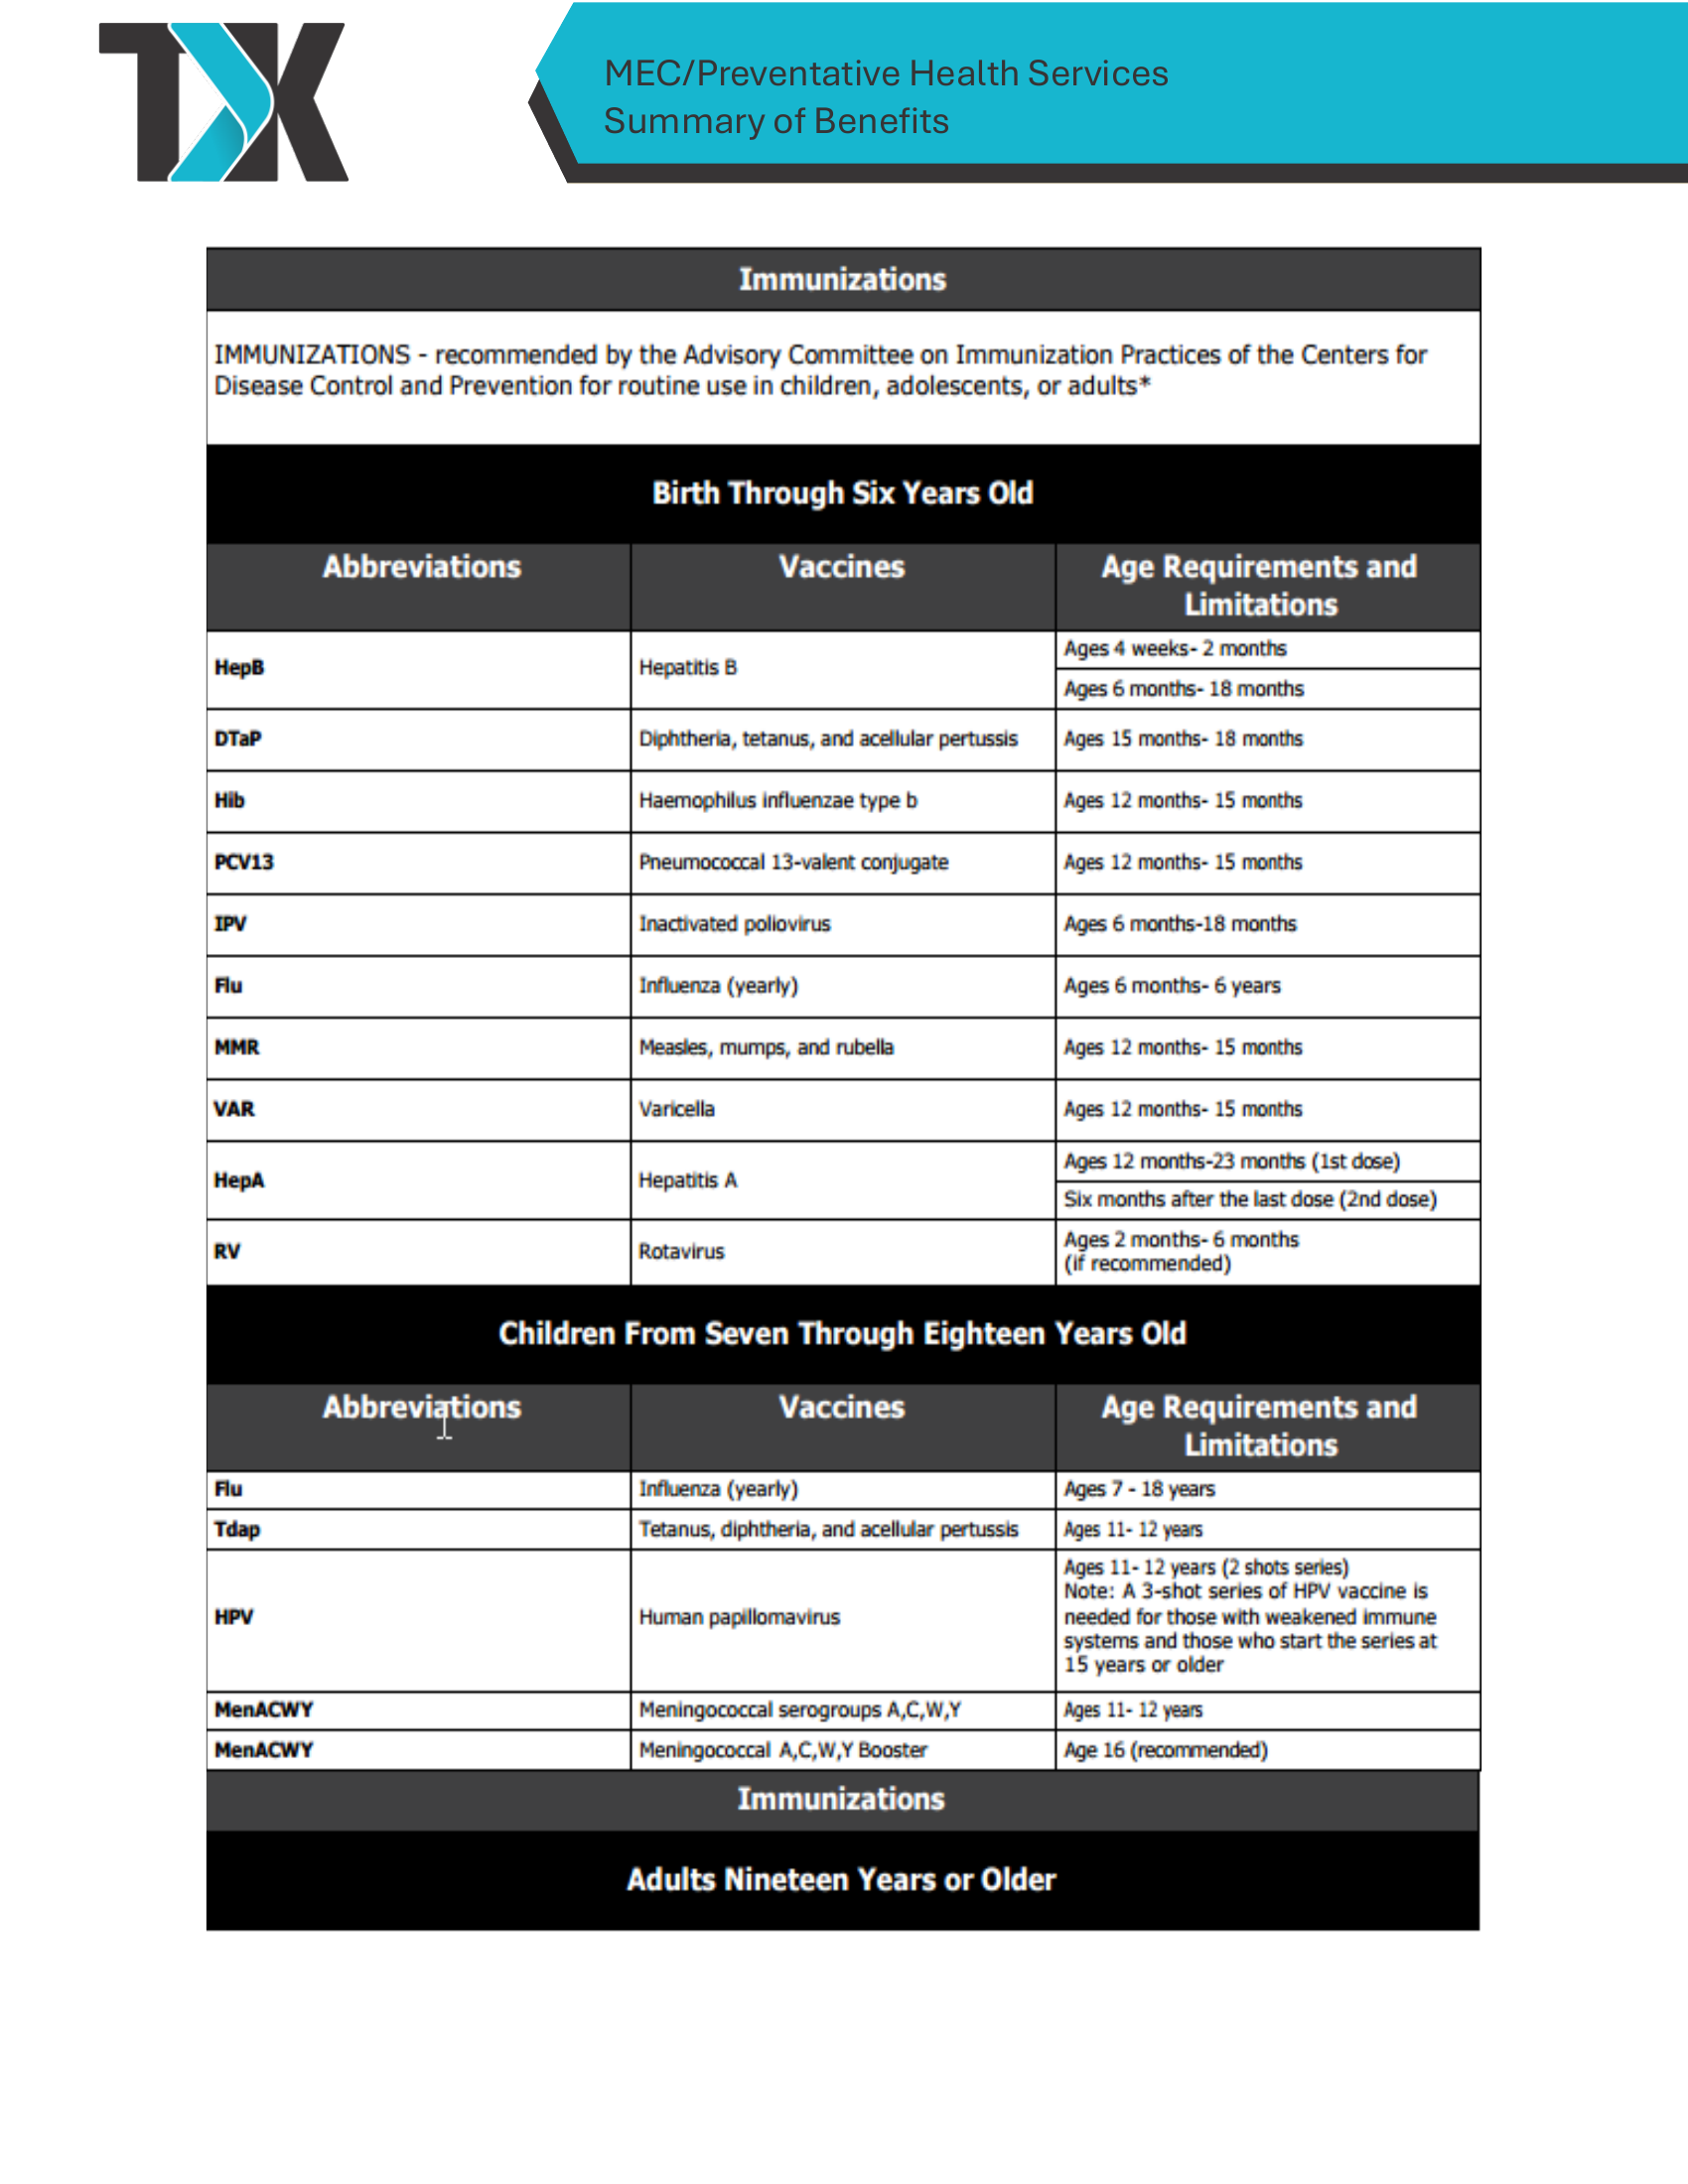 TXK
MEC/Preventative Health Services
Summary of Benefits
Immunizations
IMMUNIZATIONS - recommended by the Advisory Committee on Immunization Practices of the Centers for
Disease Control and Prevention for routine use in children, adolescents, or adults*
Birth Through Six Years Old
Abbreviations Vaccines Age Requirements and
Limitations
HepB Hepatitis B Ages 4 weeks- 2 months
Ages 6 months- 18 months
DTaP Diphtheria, tetanus, and acellular pertussis Ages 15 months- 18 months
Hib Haemophilus influenzae type b Ages 12 months- 15 months
PCV13 Pneumococcal 13-valent conjugate Ages 12 months- 15 months
IPV Inactivated poliovirus Ages 6 months-18 months
Flu Influenza (yearly) Ages 6 months- 6 years
MMR Measles, mumps, and rubella Ages 12 months- 15 months
VAR Varicella Ages 12 months- 15 months
HepA Hepatitis A Ages 12 months-23 months (1st dose)
Six months after the last dose (2nd dose)
RV Rotavirus Ages 2 months- 6 months
(if recommended)
Children From Seven Through Eighteen Years Old
Abbreviations Vaccines Age Requirements and
Limitations
Flu Influenza (yearly) Ages 7 - 18 years
Tdap Tetanus, diphtheria, and acellular pertussis Ages 11- 12 years
HPV Human papillomavirus Ages 11- 12 years (2 shots series)
Note: A 3-shot series of HPV vaccine is
needed for those with weakened immune
systems and those who start the series at
15 years or older
MenACWY Meningococcal serogroups A,C,W,Y Ages 11- 12 years
MenACWY Meningococcal A,C,W,Y Booster Age 16 (recommended)
Immunizations
Adults Nineteen Years or Older